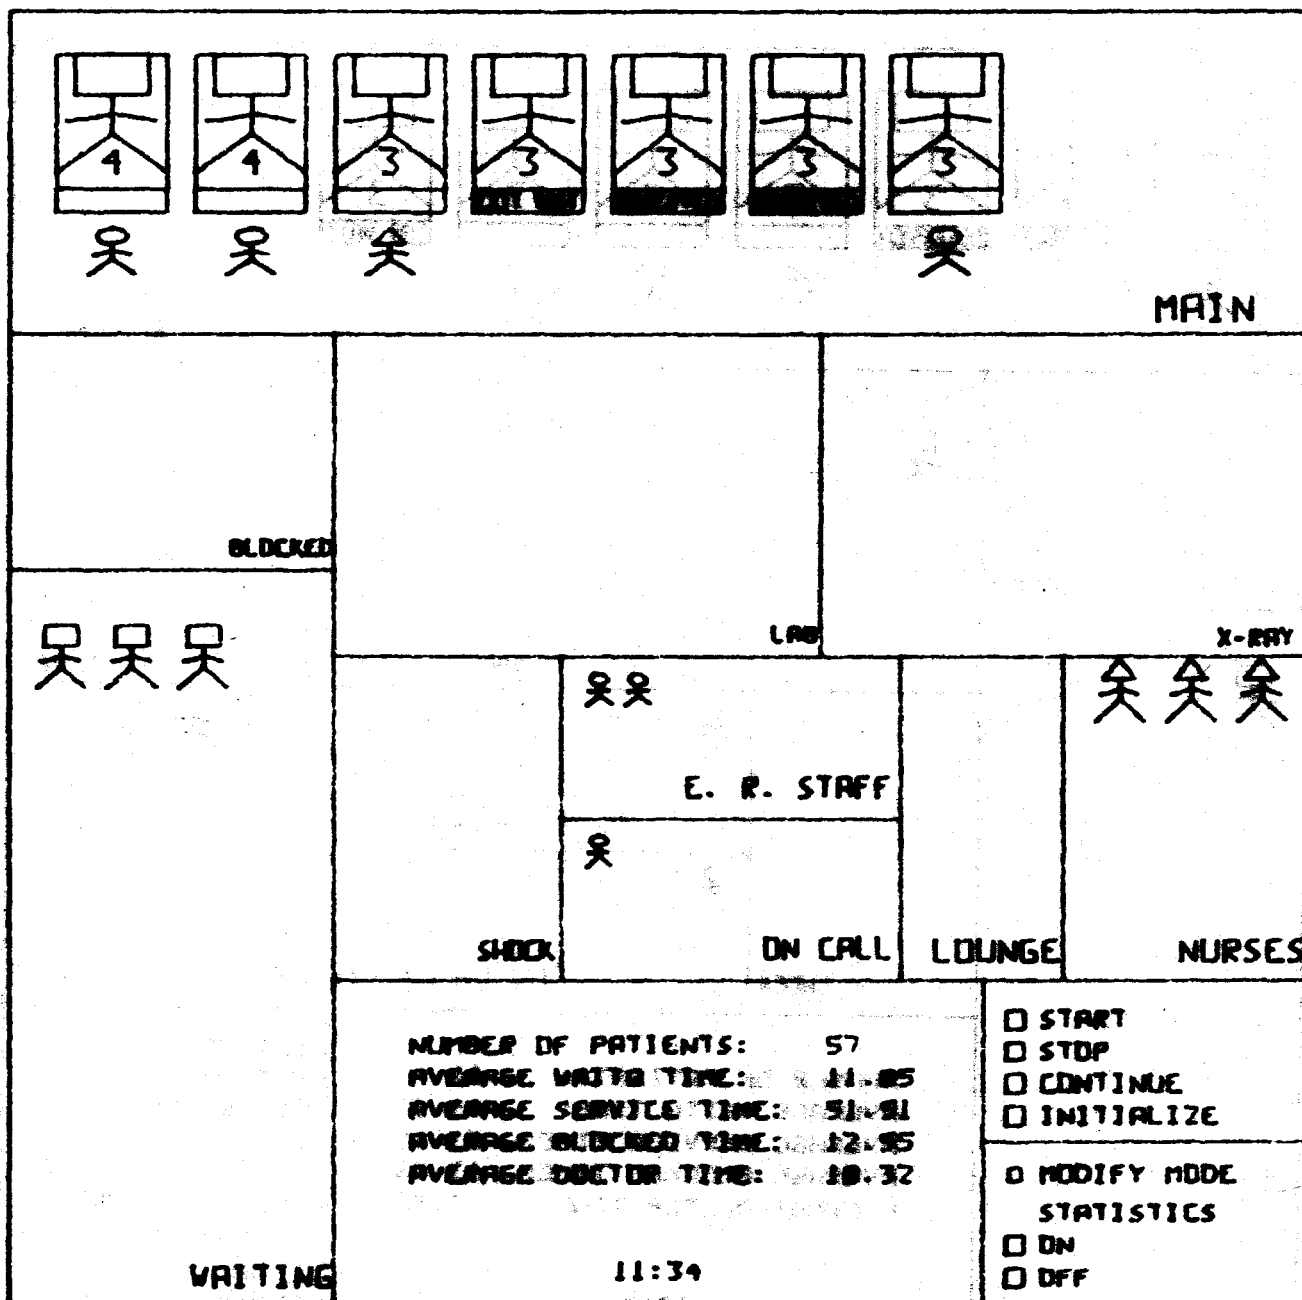 4 4 3 3 3 3 3
MAIN
BLOCKED
LAB
X-RAY
E. R. STAFF
SHOCK
ON CALL
LOUNGE
NURSES
NUMBER OF PATIENTS: 57
AVERAGE WAITQ TIME:
AVERAGE SERVICE TIME:
AVERAGE BLOCKED TIME:
AVERAGE DOCTOR TIME:
11:34
WAITING
START
STOP
CONTINUE
INITIALIZE
MODIFY MODE
STATISTICS
ON
OFF